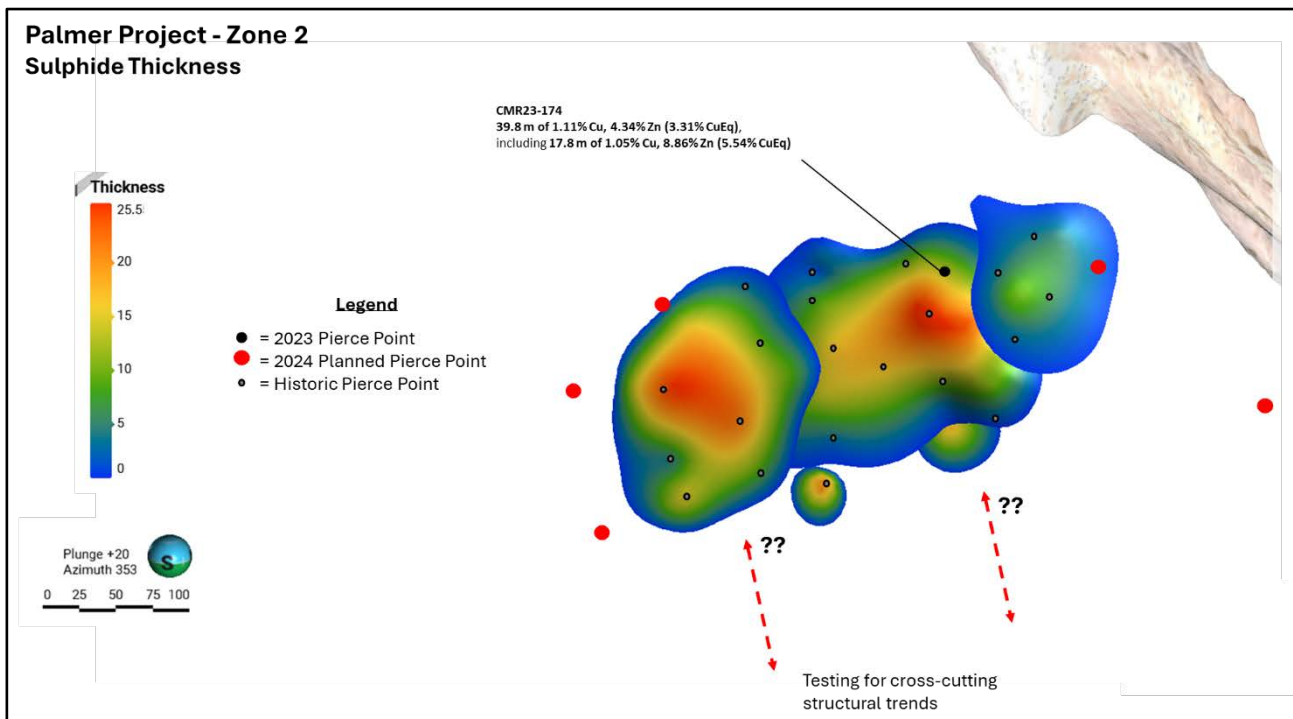 Palmer Project - Zone 2
Sulphide Thickness
CMR23-174
39.8 m of 1.11% Cu, 4.34% Zn (3.31% CuEq),
including 17.8 m of 1.05% Cu, 8.86% Zn (5.54% CuEq)
Thickness
25.5
20
15
10
5
0
Legend
= 2023 Pierce Point
= 2024 Planned Pierce Point
= Historic Pierce Point
??
??
Plunge +20
Azimuth 353
S
0 25 50 75 100
Testing for cross-cutting
structural trends